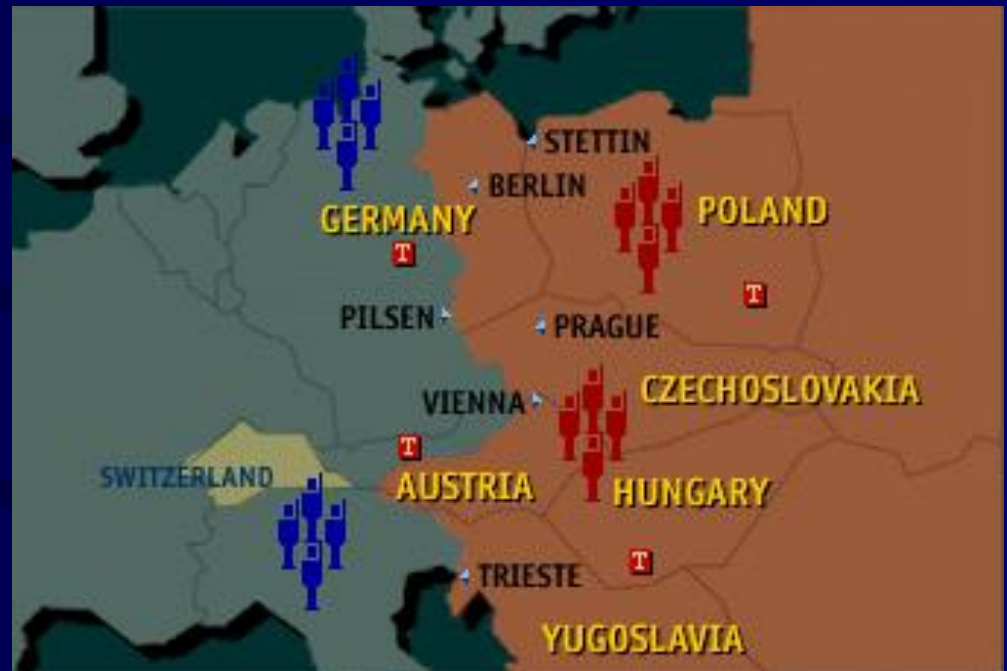 STETTIN
BERLIN
POLAND
GERMANY
T
T
PILSEN
PRAGUE
CZECHOSLOVAKIA
VIENNA
T
SWITZERLAND
AUSTRIA
HUNGARY
T
TRIESTE
YUGOSLAVIA